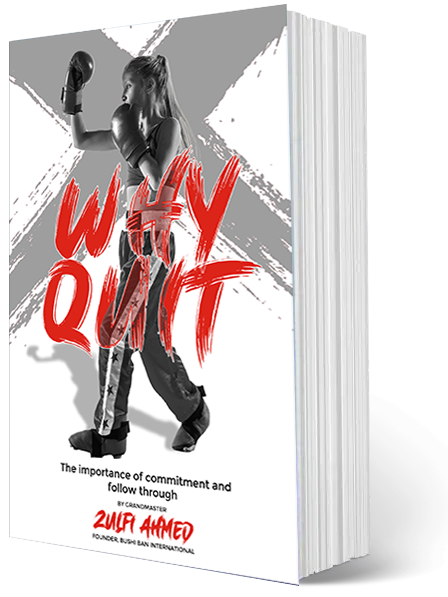 WHY
QUIT
The importance of commitment and
follow through
BY GRANDMASTER
ZULFI AHMED
FOUNDER, BUSHI BAN INTERNATIONAL